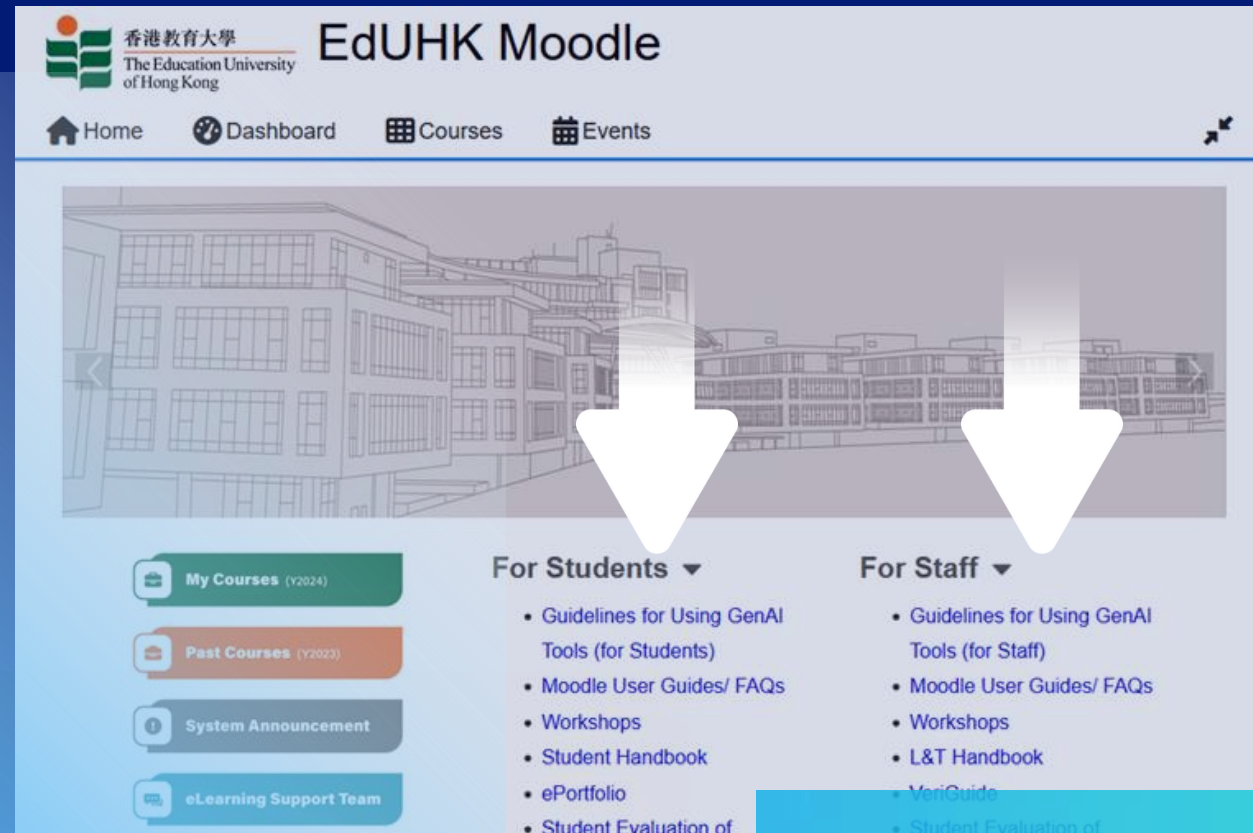 香港教育大學
The Education University
of Hong Kong
EdUHK Moodle
Home Dashboard Courses Events
My Courses (Y2024)
Past Courses (Y2023)
System Announcement
eLearning Support Team
For Students
Guidelines for Using GenAI
Tools (for Students)
Moodle User Guides/ FAQs
Workshops
Student Handbook
ePortfolio
Student Evaluation of
For Staff
Guidelines for Using GenAI
Tools (for Staff)
Moodle User Guides/ FAQs
Workshops
L&T Handbook
VeriGuide
Student Evaluation of